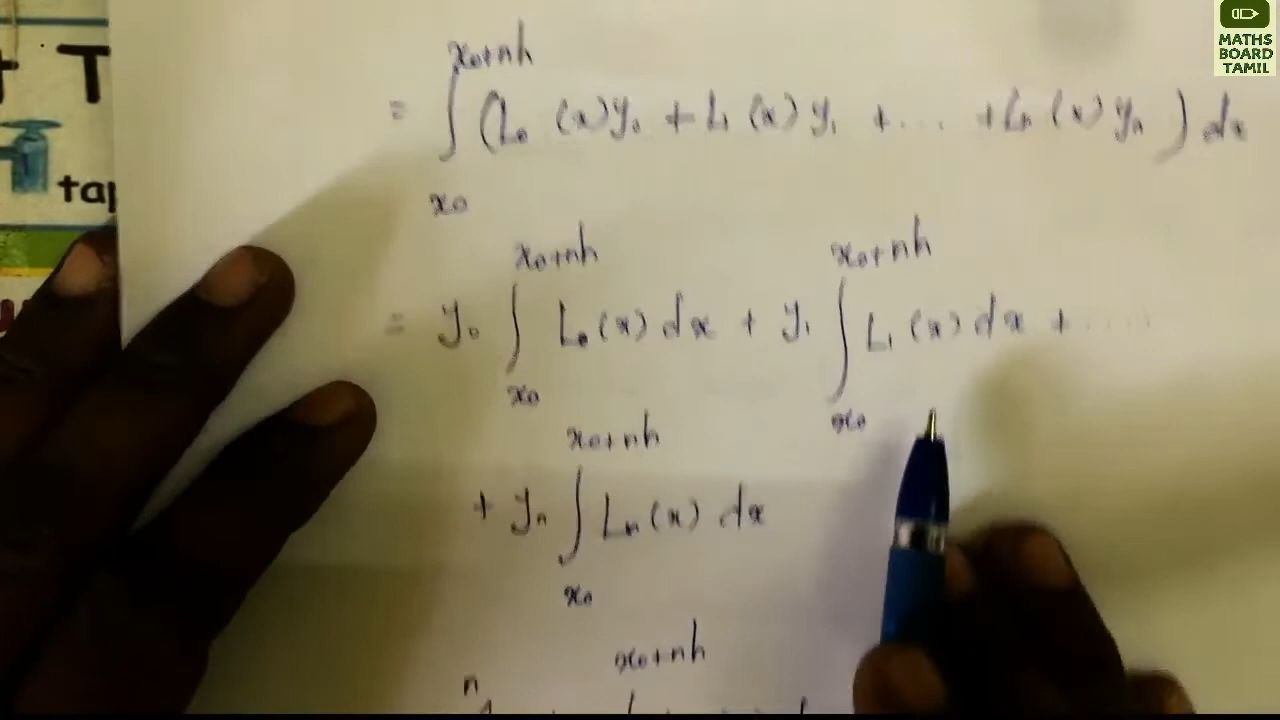 MATHS
BOARD
TAMIL
T
tap
= ∫_{x₀}^{x₀+nh} (L₀(x)y₀ + L₁(x)y₁ + ... + Lₙ(x)yₙ) dx
= y₀ ∫_{x₀}^{x₀+nh} L₀(x) dx + y₁ ∫_{x₀}^{x₀+nh} L₁(x) dx + ....
+ yₙ ∫_{x₀}^{x₀+nh} Lₙ(x) dx
n x₀+nh